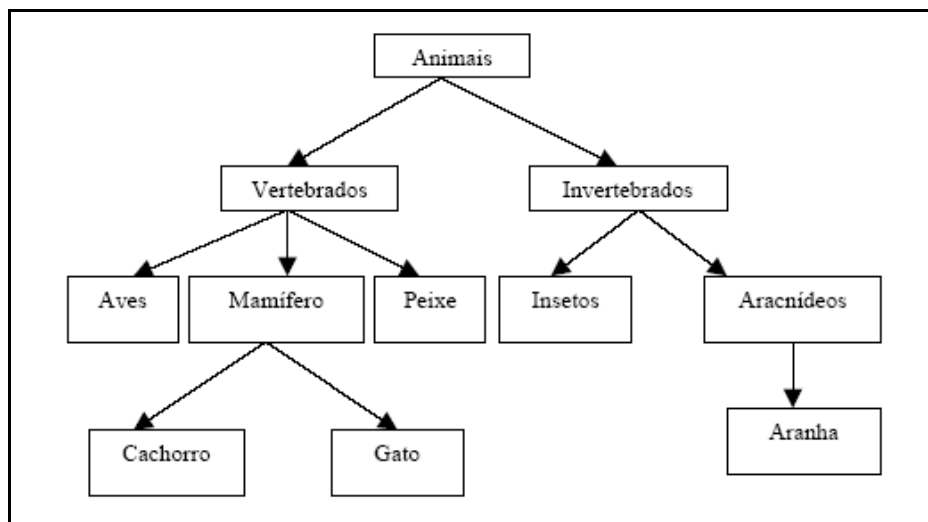 Animais
Vertebrados
Invertebrados
Aves
Mamífero
Peixe
Insetos
Aracnídeos
Cachorro
Gato
Aranha